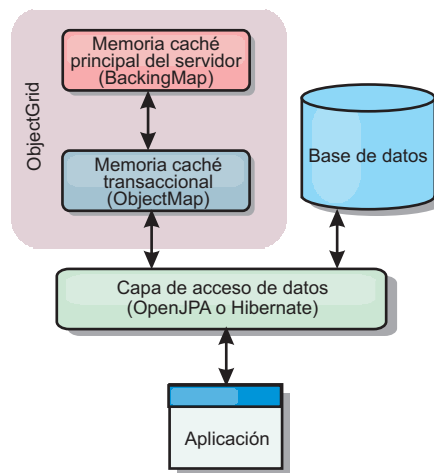 Memoria caché
principal del servidor
(BackingMap)
ObjectGrid
Memoria caché
transaccional
(ObjectMap)
Base de datos
Capa de acceso de datos
(OpenJPA o Hibernate)
Aplicación